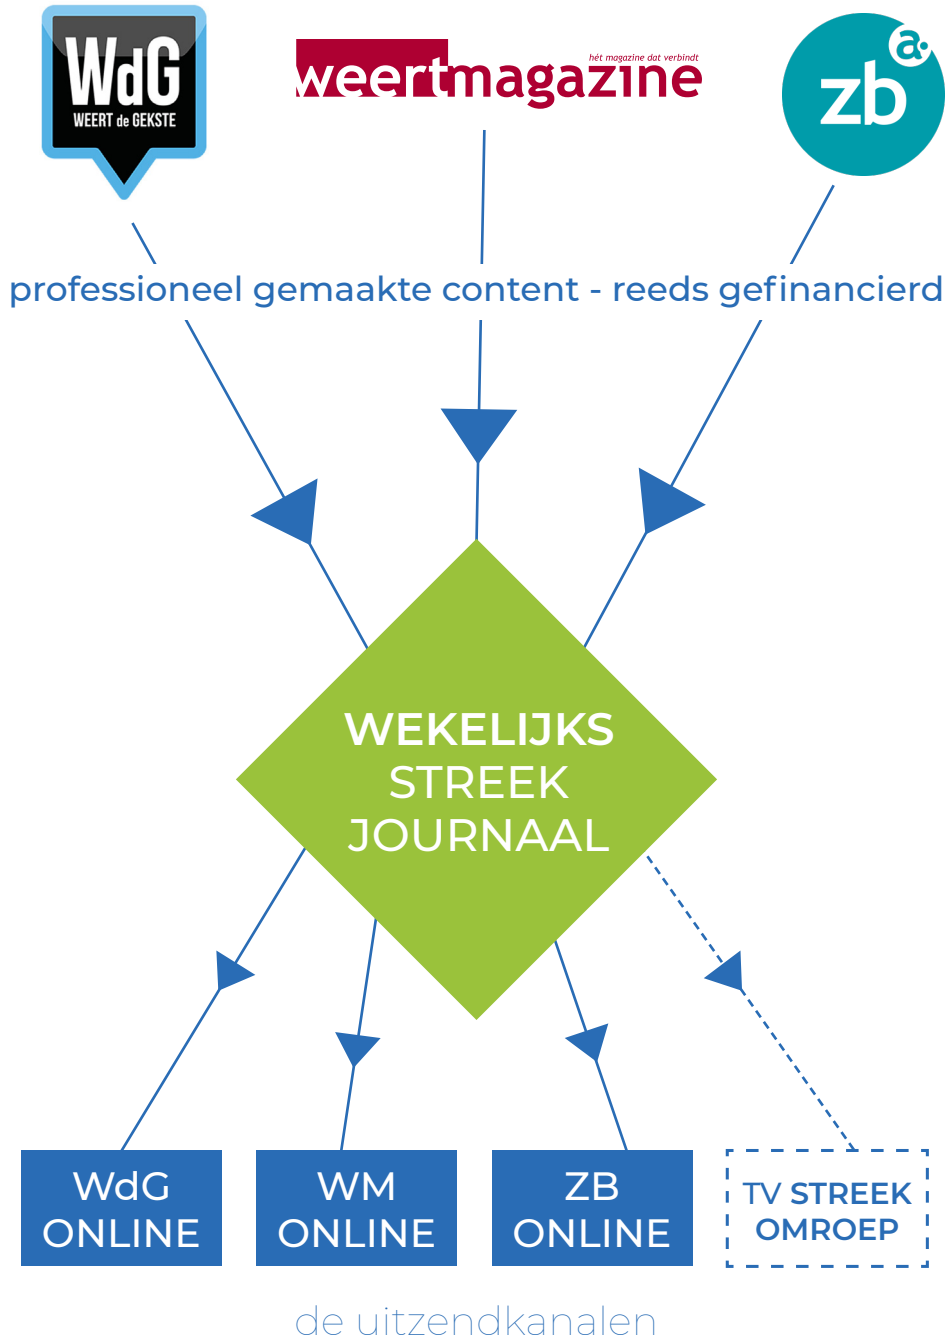 WdG
WEERT de GEKSTE
hét magazine dat verbindt
weertmagazine
a.
zb
professioneel gemaakte content - reeds gefinancierd
WEKELIJKS
STREEK
JOURNAAL
WdG
ONLINE
WM
ONLINE
ZB
ONLINE
TV STREEK
OMROEP
de uitzendkanalen